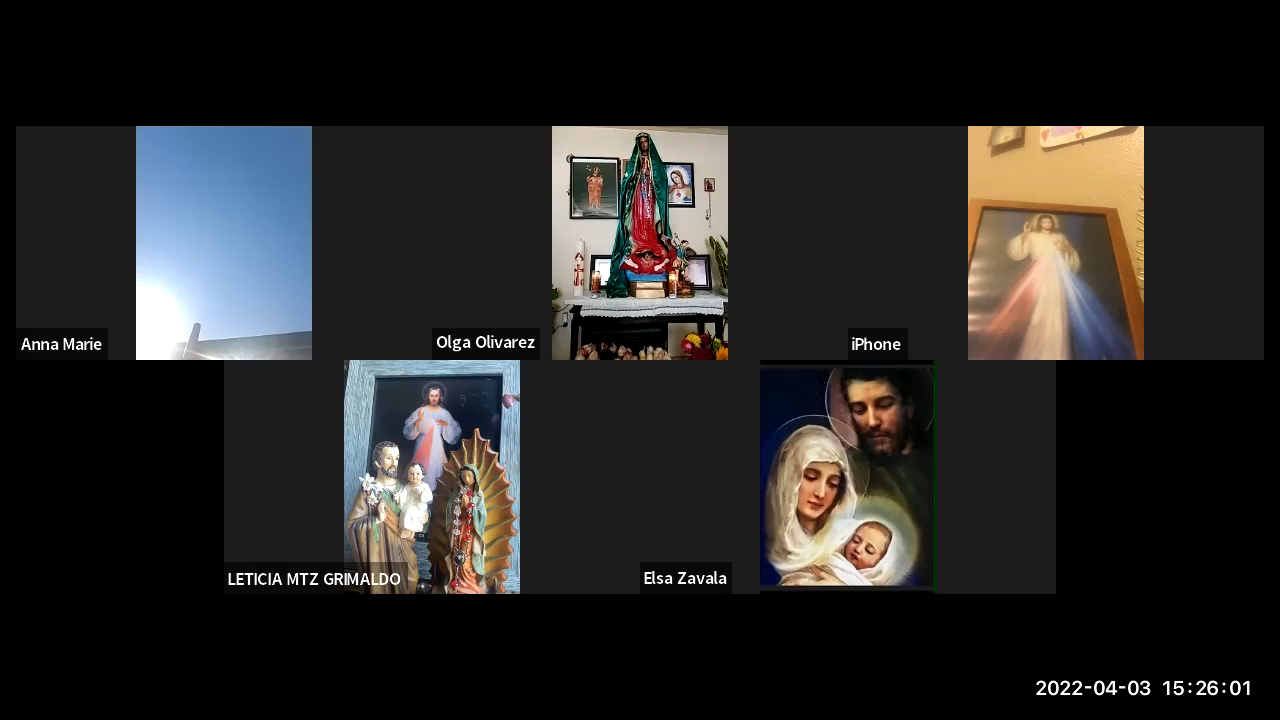 Anna Marie
Olga Olivarez
iPhone
LETICIA MTZ GRIMALDO
Elsa Zavala
2022-04-03 15:26:01